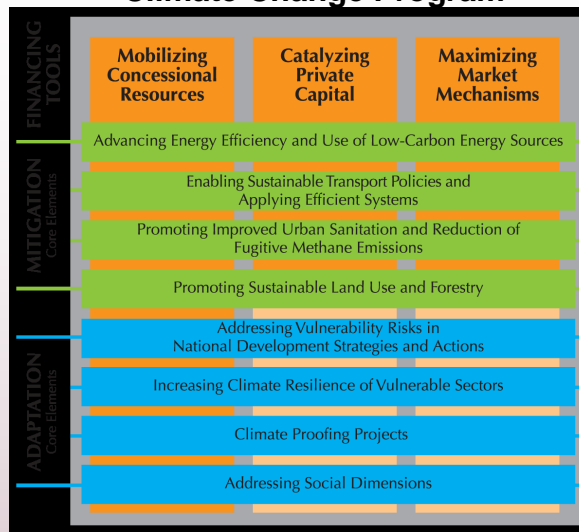 Climate Change Program
FINANCING
TOOLS
Mobilizing
Concessional
Resources
Catalyzing
Private
Capital
Maximizing
Market
Mechanisms
MITIGATION
Core Elements
Advancing Energy Efficiency and Use of Low-Carbon Energy Sources
Enabling Sustainable Transport Policies and
Applying Efficient Systems
Promoting Improved Urban Sanitation and Reduction of
Fugitive Methane Emissions
Promoting Sustainable Land Use and Forestry
ADAPTATION
Core Elements
Addressing Vulnerability Risks in
National Development Strategies and Actions
Increasing Climate Resilience of Vulnerable Sectors
Climate Proofing Projects
Addressing Social Dimensions